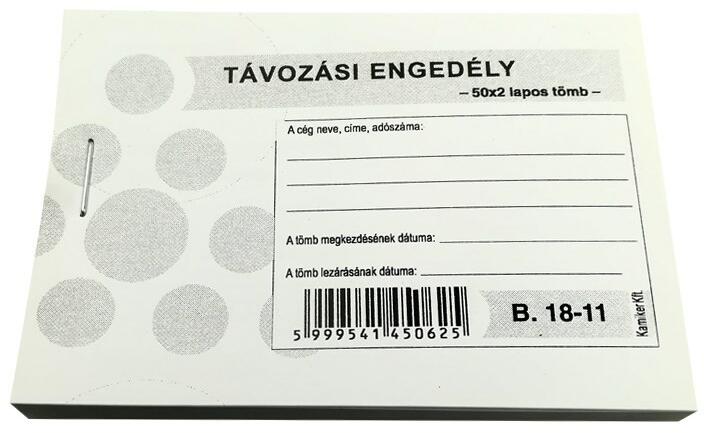 TÁVOZÁSI ENGEDÉLY
– 50x2 lapos tömb –
A cég neve, címe, adószáma:
A tömb megkezdésének dátuma:
A tömb lezárásának dátuma:
5 999541 450625
B. 18-11
Kamiker Kft.